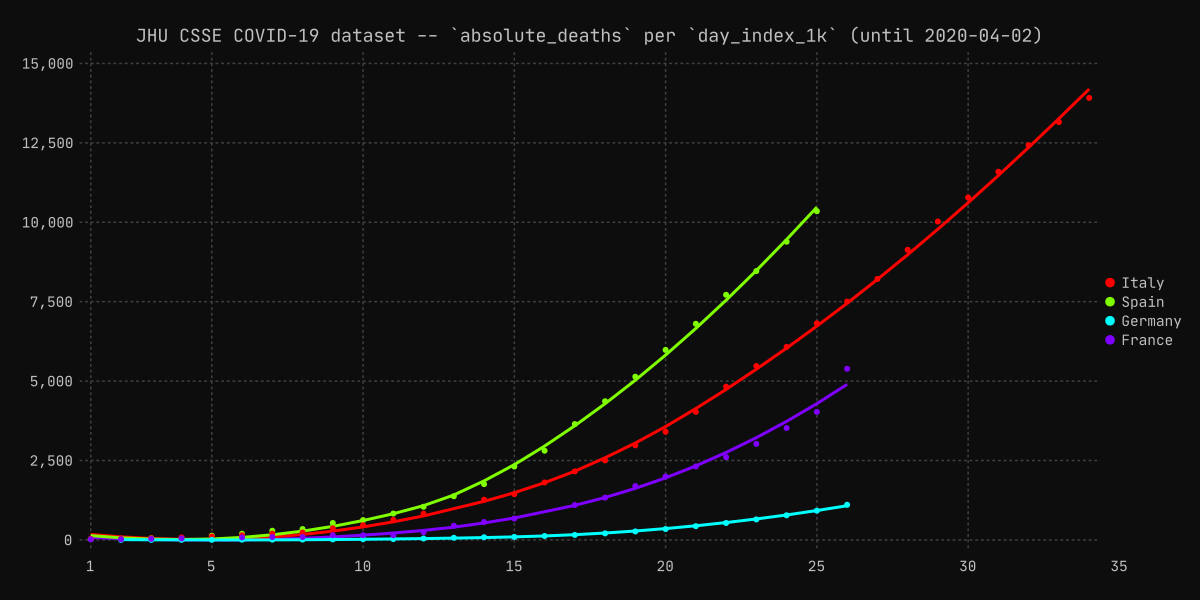 JHU CSSE COVID-19 dataset -- `absolute_deaths` per `day_index_1k` (until 2020-04-02)
15,000
12,500
10,000
7,500
5,000
2,500
0
1 5 10 15 20 25 30 35
Italy
Spain
Germany
France